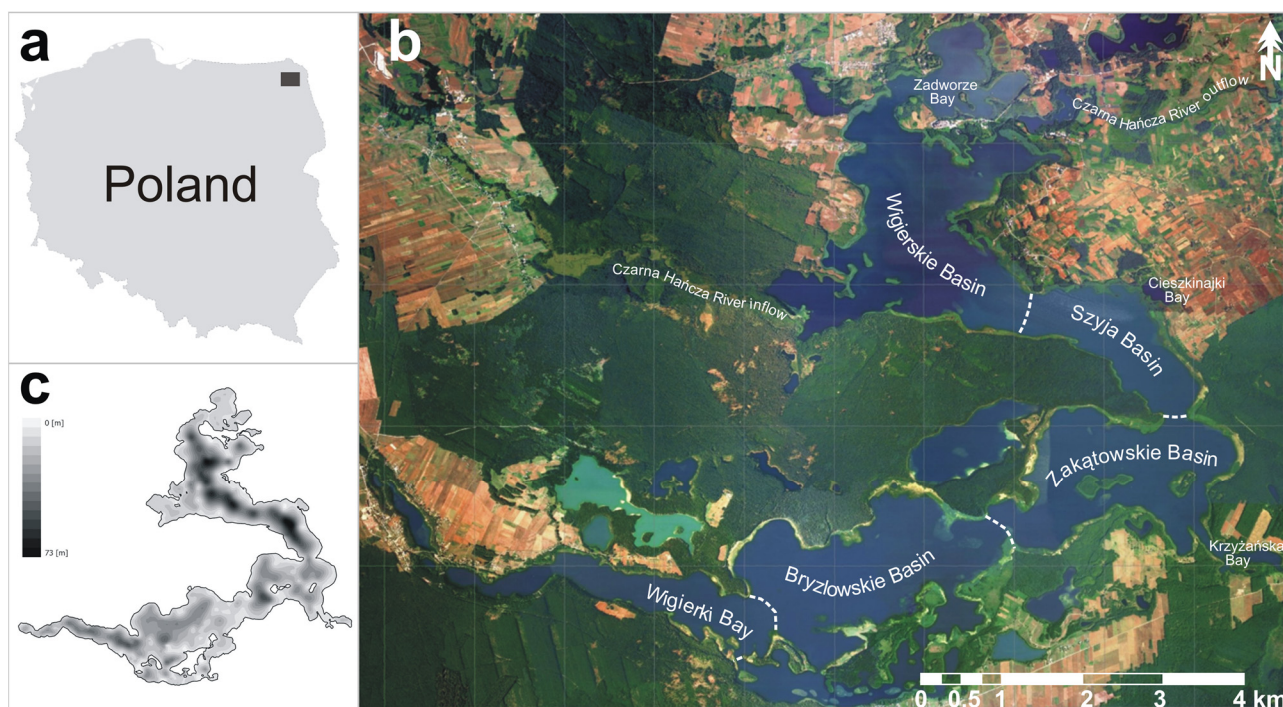 a
Poland
b
N
Zadworze
Bay
Czarna Hańcza River outflow
Wigierskie Basin
Czarna Hańcza River inflow
Cieszkinajki
Bay
Szyja Basin
Zakątowskie Basin
Krzyżańska
Bay
Bryzlowskie Basin
Wigierki Bay
0 0.5 1 2 3 4 km
c
0 [m]
73 [m]